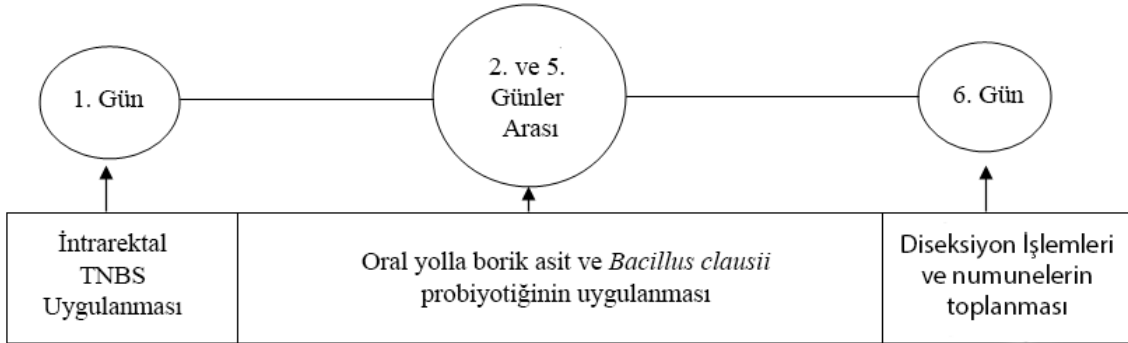 1. Gün
2. ve 5.
Günler
Arası
6. Gün
İntrarektal
TNBS
Uygulanması
Oral yolla borik asit ve Bacillus clausii
probiyotiğinin uygulanması
Diseksiyon İşlemleri
ve numunelerin
toplanması